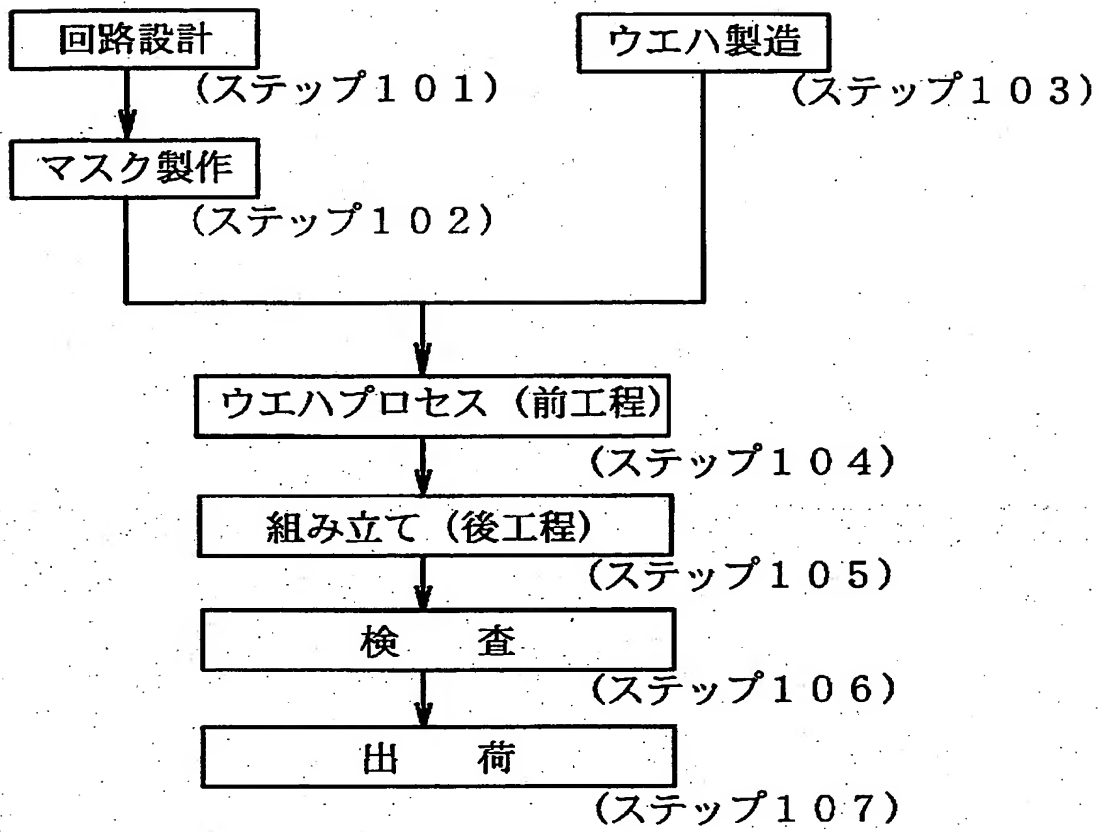 回路設計
(ステップ101)
マスク製作
(ステップ102)
ウエハ製造
(ステップ103)
ウエハプロセス(前工程)
(ステップ104)
組み立て(後工程)
(ステップ105)
検 査
(ステップ106)
出 荷
(ステップ107)